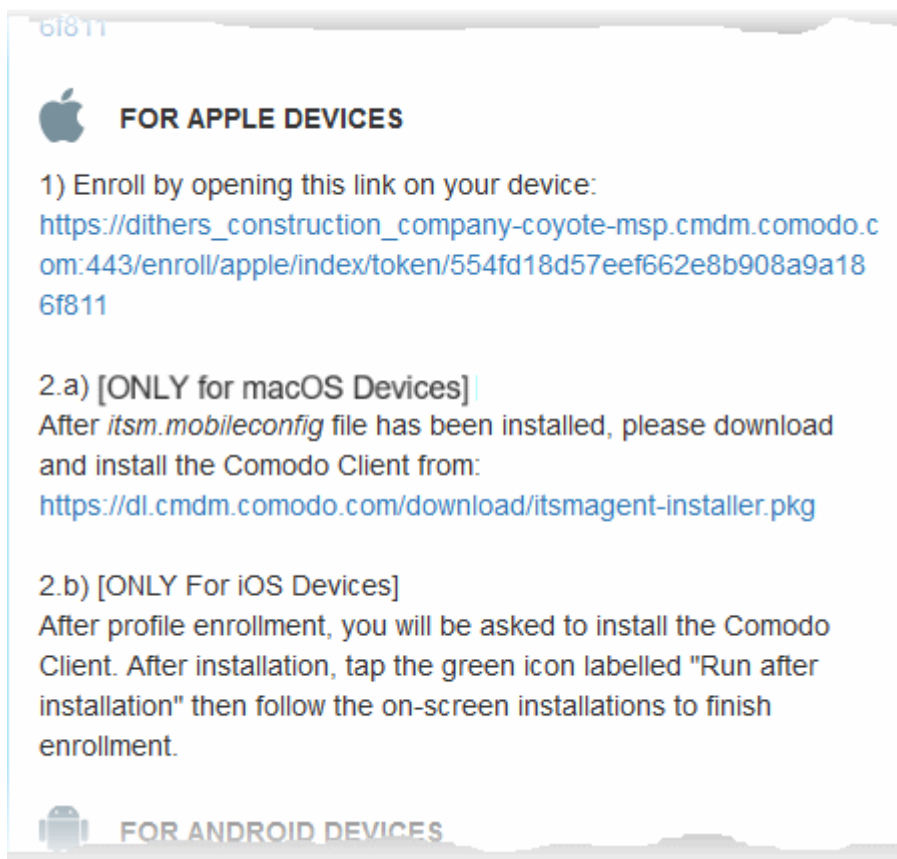 6f811
FOR APPLE DEVICES
1) Enroll by opening this link on your device:
https://dithers_construction_company-coyote-msp.cmdm.comodo.c
om:443/enroll/apple/index/token/554fd18d57eef662e8b908a9a18
6f811
2.a) [ONLY for macOS Devices]
After itsm.mobileconfig file has been installed, please download
and install the Comodo Client from:
https://dl.cmdm.comodo.com/download/itsmagent-installer.pkg
2.b) [ONLY For iOS Devices]
After profile enrollment, you will be asked to install the Comodo
Client. After installation, tap the green icon labelled "Run after
installation" then follow the on-screen installations to finish
enrollment.
FOR ANDROID DEVICES